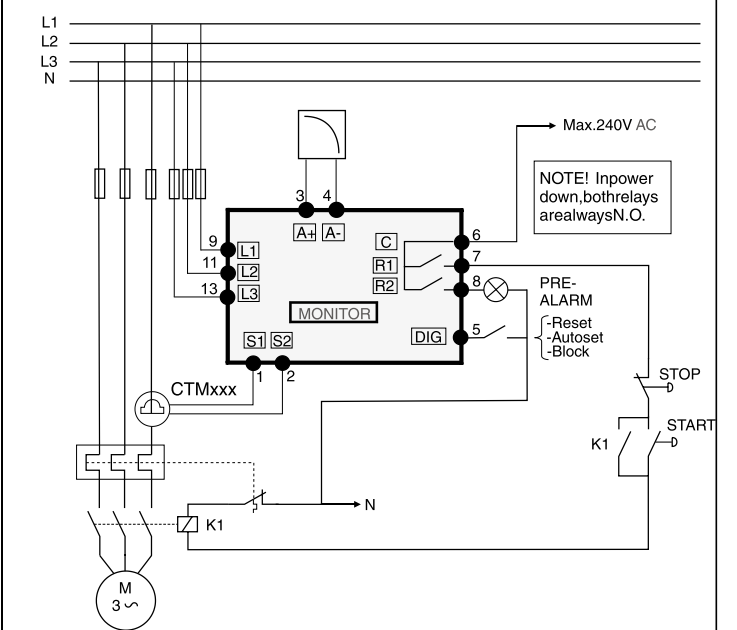 L1
L2
L3
N
Max.240V AC
NOTE! Inpower
down,bothrelays
arealwaysN.O.
3 4
A+ A-
6
C
7
R1
8
R2
9
L1
11
L2
13
L3
PRE-
ALARM
MONITOR
5
DIG
-Reset
-Autoset
-Block
S1 S2
1 2
CTMxxx
STOP
START
K1
N
K1
M
3